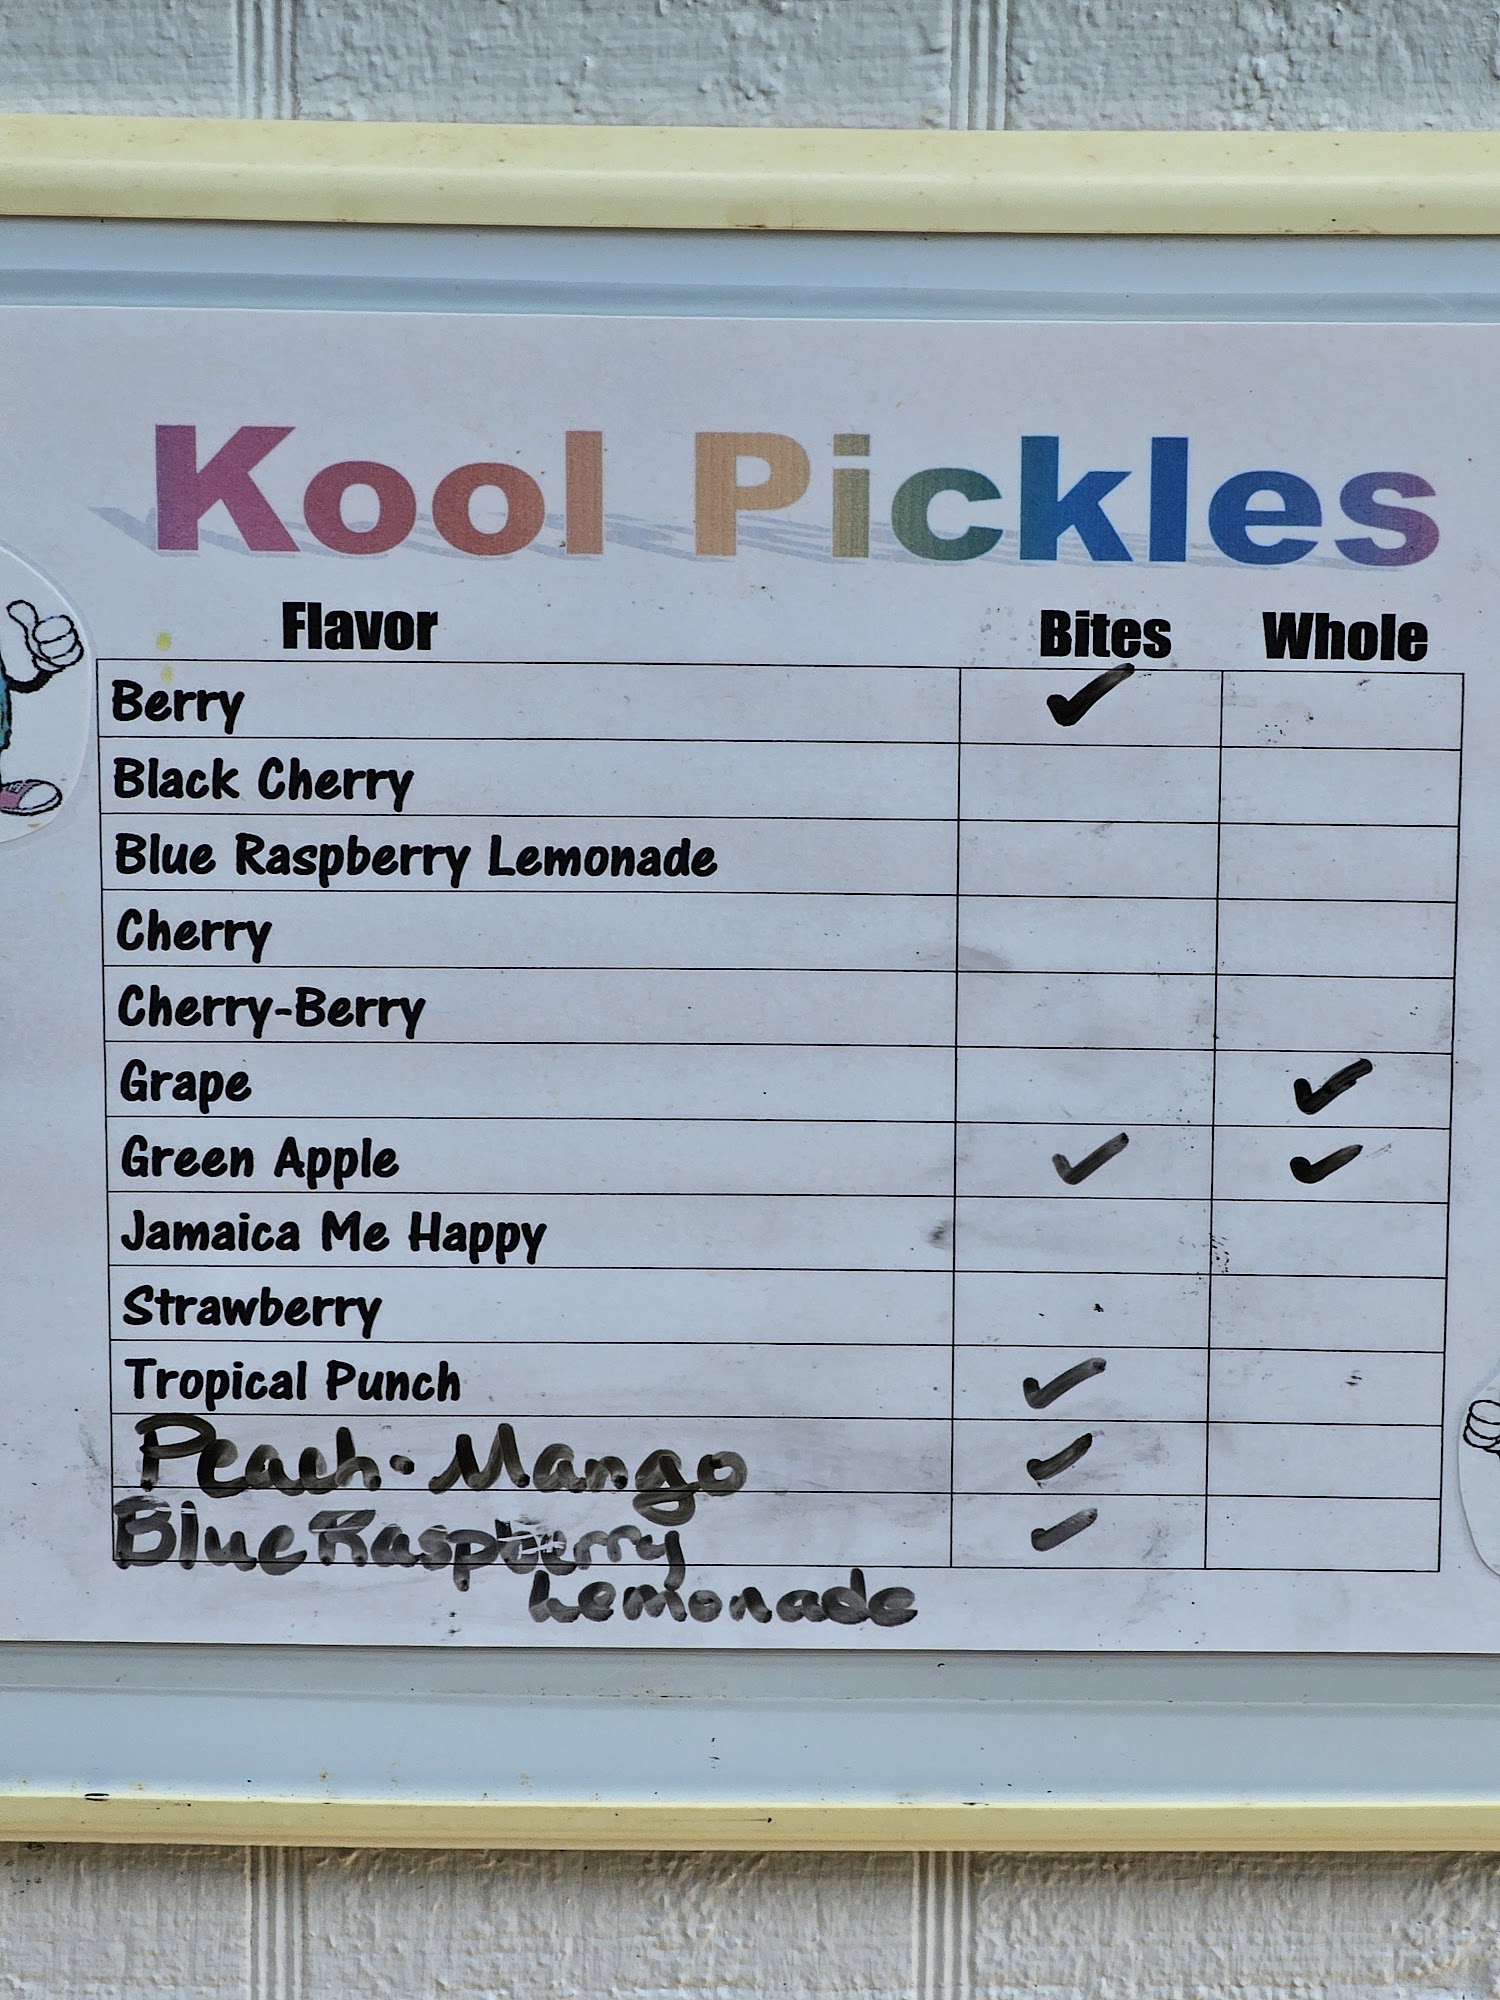 Kool Pickles
Flavor Bites Whole
Berry ✓
Black Cherry
Blue Raspberry Lemonade
Cherry
Cherry-Berry
Grape ✓
Green Apple ✓ ✓
Jamaica Me Happy
Strawberry
Tropical Punch ✓
Peach-Mango ✓
Blue Raspberry ✓
Lemonade